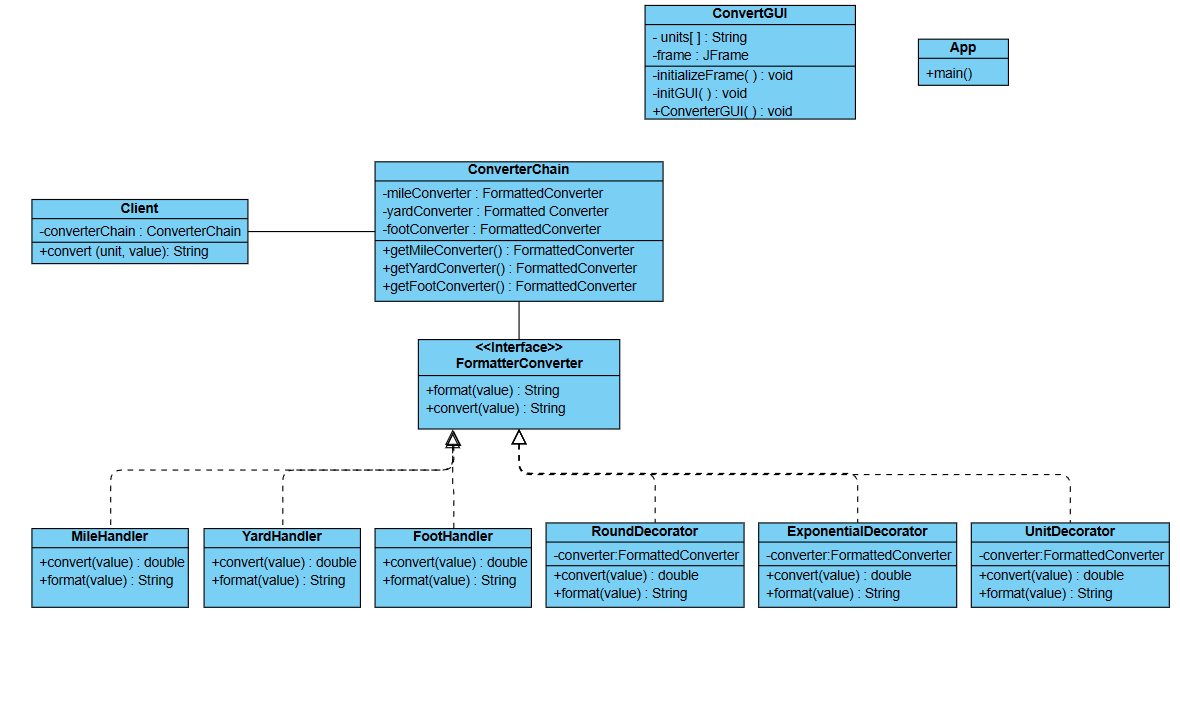 ConvertGUI
- units[ ] : String
-frame : JFrame
-initializeFrame( ) : void
-initGUI( ) : void
+ConverterGUI( ) : void
App
+main()
ConverterChain
-mileConverter : FormattedConverter
-yardConverter : Formatted Converter
-footConverter : FormattedConverter
+getMileConverter() : FormattedConverter
+getYardConverter() : FormattedConverter
+getFootConverter() : FormattedConverter
Client
-converterChain : ConverterChain
+convert (unit, value): String
<<Interface>>
FormatterConverter
+format(value) : String
+convert(value) : String
MileHandler
+convert(value) : double
+format(value) : String
YardHandler
+convert(value) : double
+format(value) : String
FootHandler
+convert(value) : double
+format(value) : String
RoundDecorator
-converter:FormattedConverter
+convert(value) : double
+format(value) : String
ExponentialDecorator
-converter:FormattedConverter
+convert(value) : double
+format(value) : String
UnitDecorator
-converter:FormattedConverter
+convert(value) : double
+format(value) : String